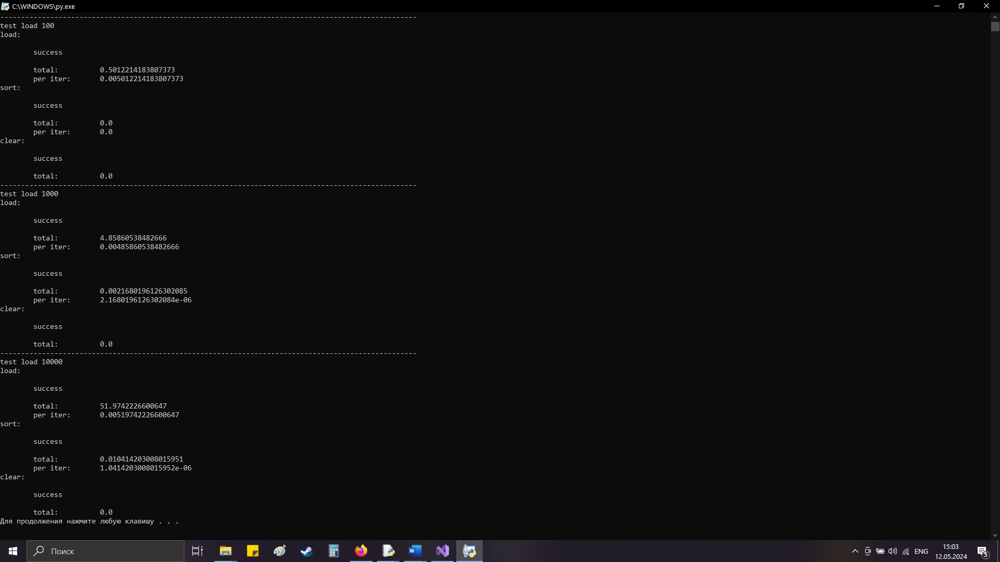 C:\WINDOWS\py.exe
----------------------------------------------------------------------------------------------------
test load 100
load:
success
total: 0.5012214183807373
per iter: 0.005012214183807373
sort:
success
total: 0.0
per iter: 0.0
clear:
success
total: 0.0
----------------------------------------------------------------------------------------------------
test load 1000
load:
success
total: 4.85860538482666
per iter: 0.00485860538482666
sort:
success
total: 0.0021680196126302085
per iter: 2.1680196126302084e-06
clear:
success
total: 0.0
----------------------------------------------------------------------------------------------------
test load 10000
load:
success
total: 51.9742226600647
per iter: 0.00519742226600647
sort:
success
total: 0.010414203008015951
per iter: 1.0414203008015952e-06
clear:
success
total: 0.0
Для продолжения нажмите любую клавишу . . .
Поиск
ENG
15:03
12.05.2024
5